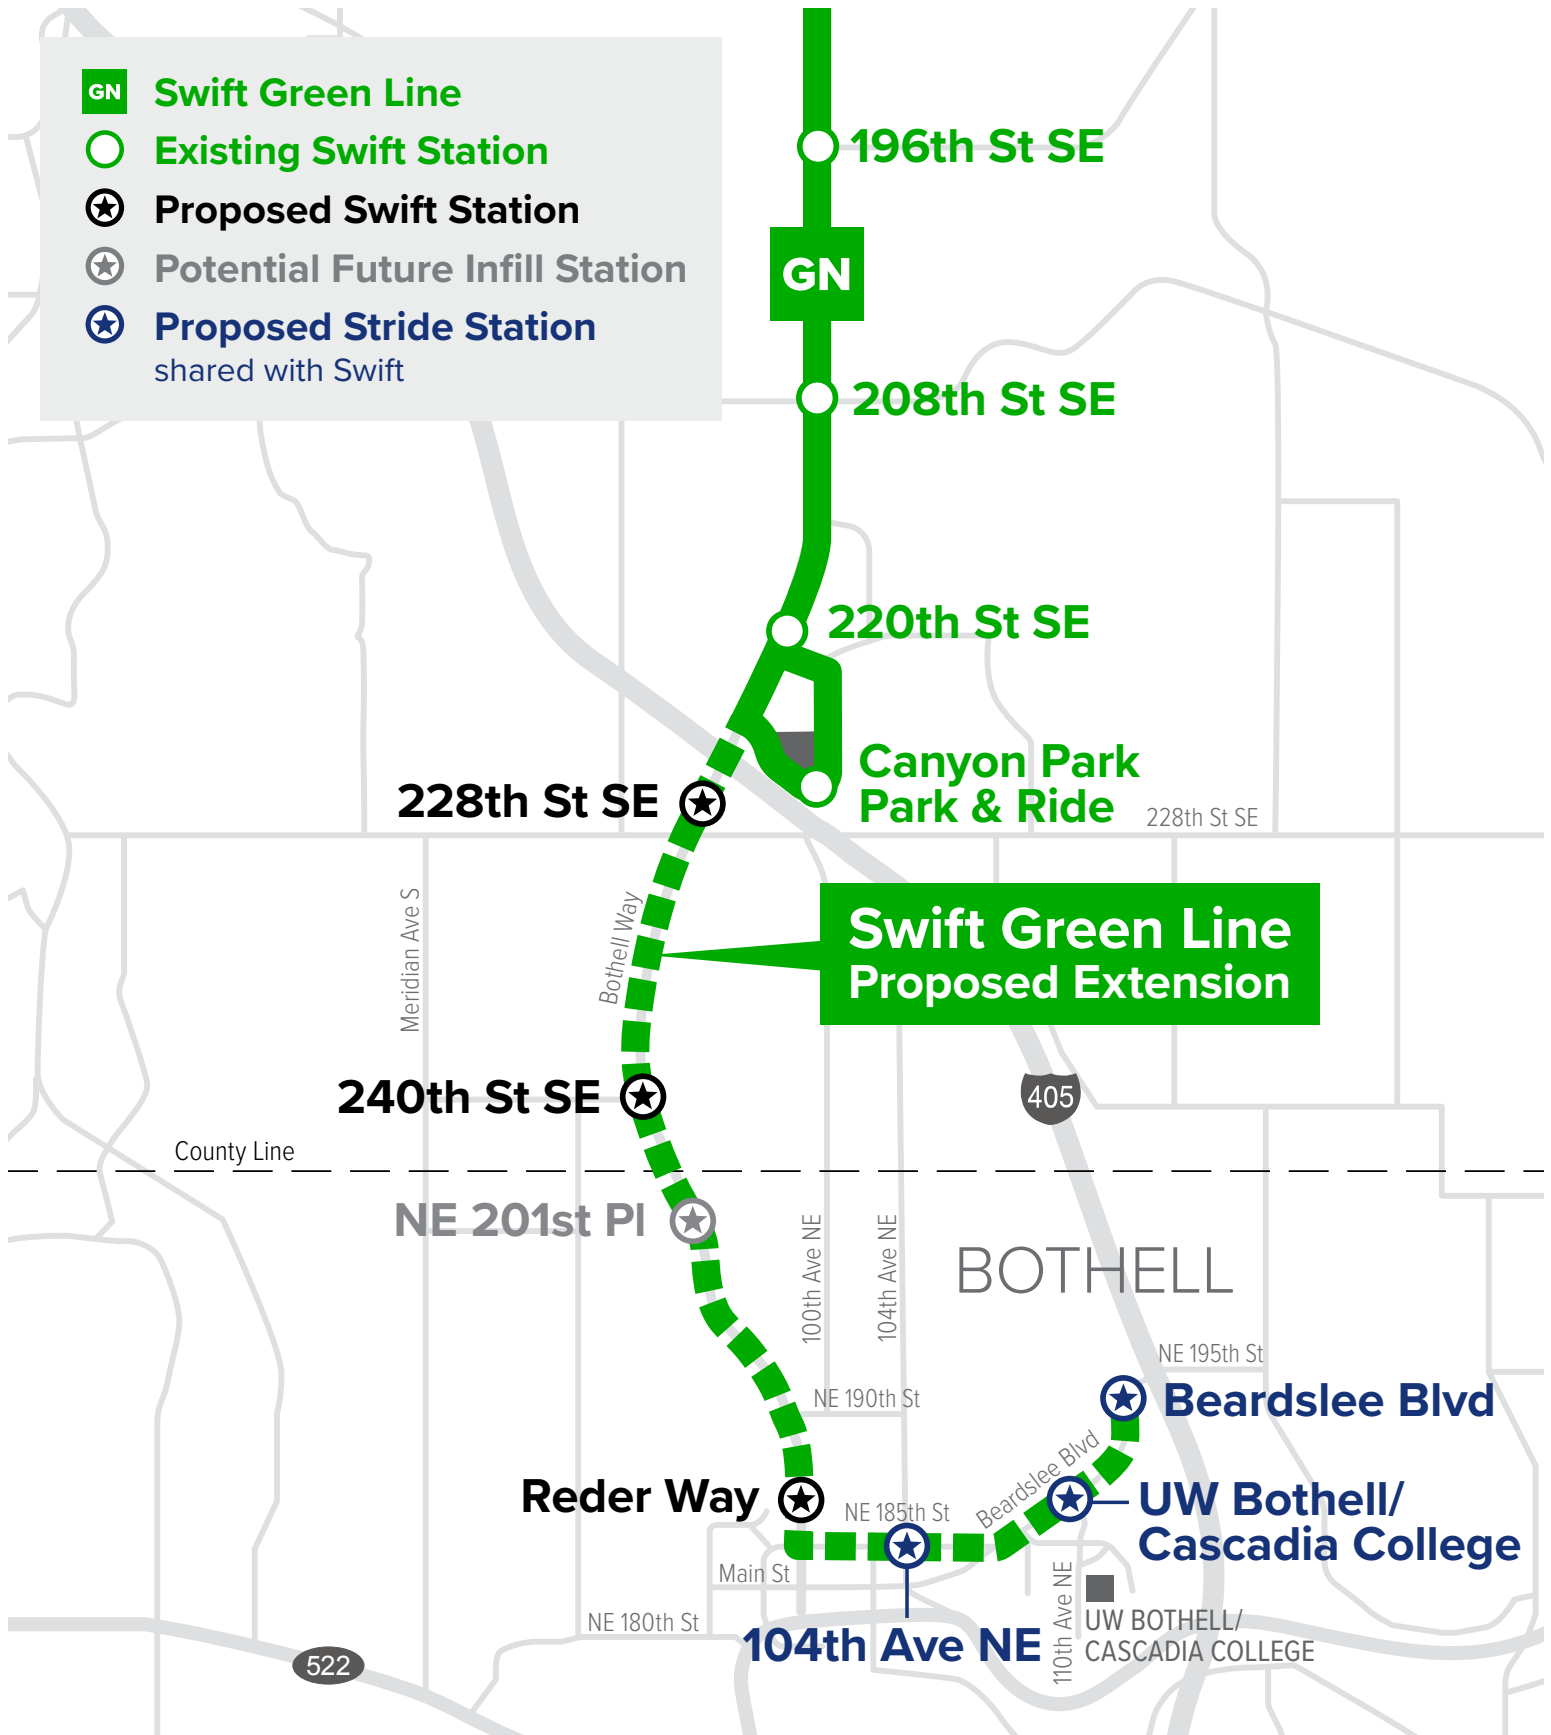 GN Swift Green Line
Existing Swift Station
Proposed Swift Station
Potential Future Infill Station
Proposed Stride Station
shared with Swift
196th St SE
GN
208th St SE
220th St SE
Canyon Park
Park & Ride
228th St SE
228th St SE
Meridian Ave S
Bothell Way
Swift Green Line
Proposed Extension
240th St SE
405
County Line
NE 201st Pl
100th Ave NE
104th Ave NE
BOTHELL
NE 195th St
NE 190th St
Beardslee Blvd
Beardslee Blvd
Reder Way
NE 185th St
UW Bothell/
Cascadia College
Main St
110th Ave NE
NE 180th St
104th Ave NE
UW BOTHELL/
CASCADIA COLLEGE
522